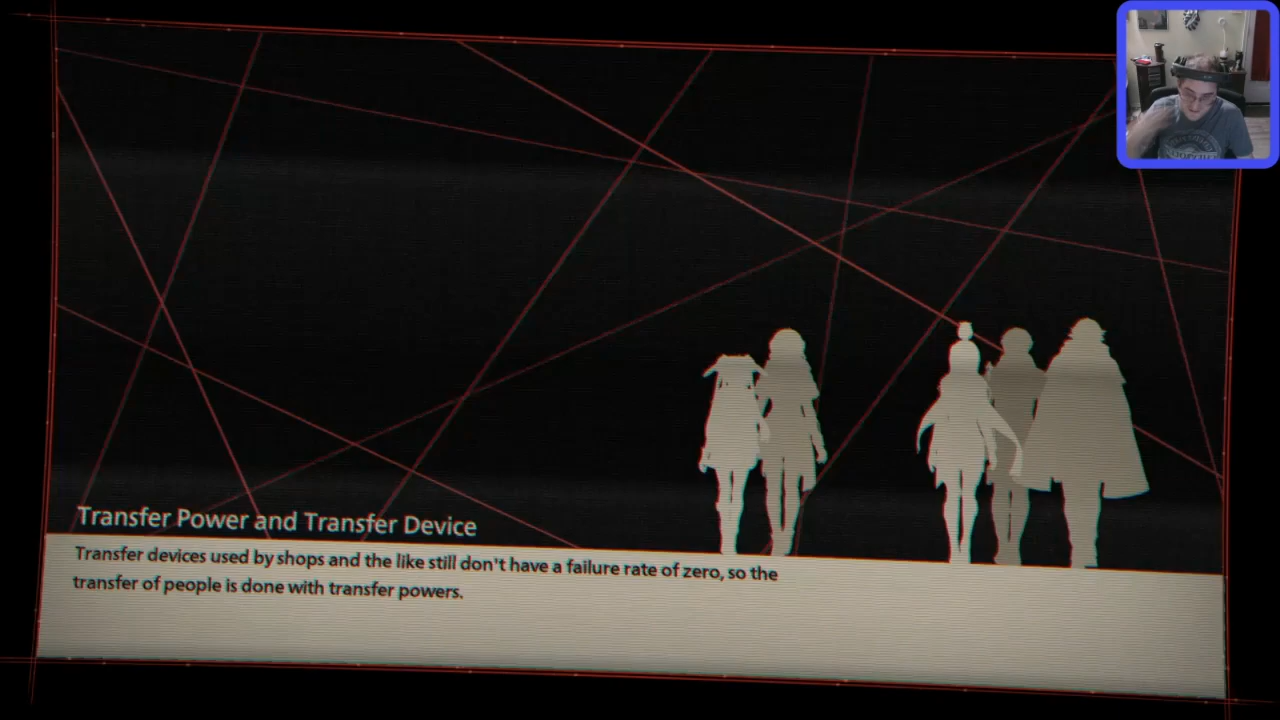 Transfer Power and Transfer Device
Transfer devices used by shops and the like still don't have a failure rate of zero, so the
transfer of people is done with transfer powers.